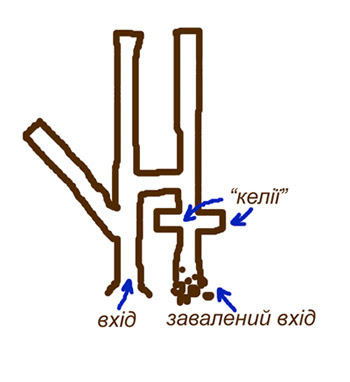 “келії”
вхід
завалений вхід